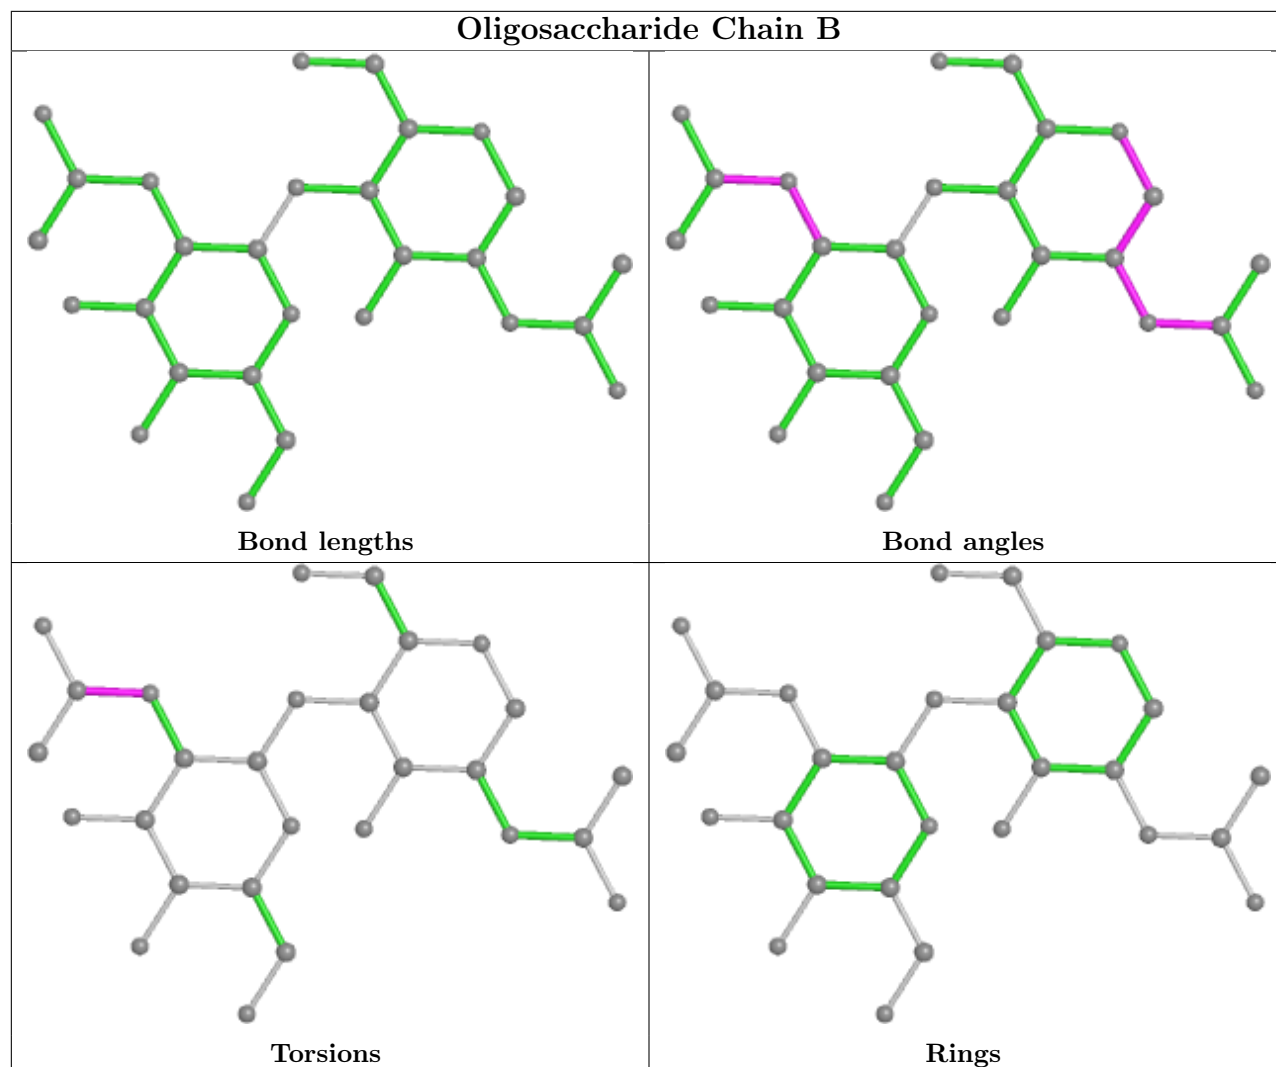 Oligosaccharide Chain B
Bond lengths
Bond angles
Torsions
Rings